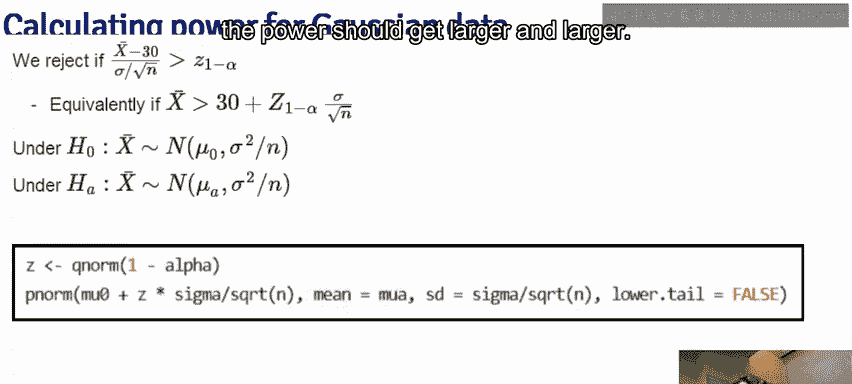 Calculating power for Gaussian data
the power should get larger and larger.
We reject if \frac{\bar{X}-30}{\sigma/\sqrt{n}} > z_{1-\alpha}
- Equivalently if \bar{X} > 30 + Z_{1-\alpha} \frac{\sigma}{\sqrt{n}}
Under H_0 : \bar{X} \sim N(\mu_0, \sigma^2/n)
Under H_a : \bar{X} \sim N(\mu_a, \sigma^2/n)
z <- qnorm(1 - alpha)
pnorm(mu0 + z * sigma/sqrt(n), mean = mua, sd = sigma/sqrt(n), lower.tail = FALSE)